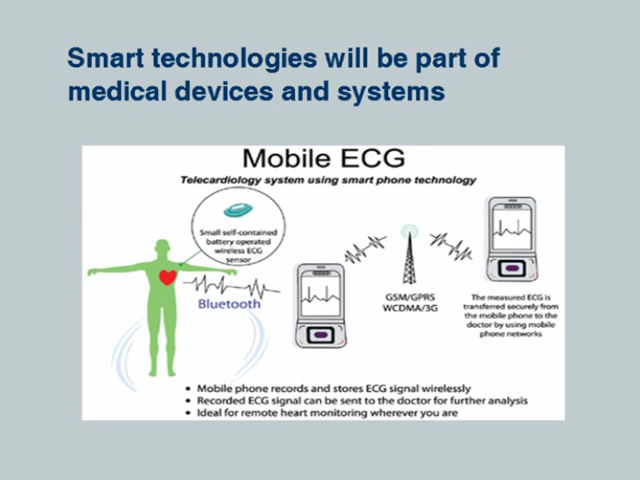 Smart technologies will be part of
medical devices and systems
Mobile ECG
Telecardiology system using smart phone technology
Small self-contained
battery operated
wireless ECG
sensor
Bluetooth
GSM/GPRS
WCDMA/3G
The measured ECG is
transferred securely from
the mobile phone to the
doctor by using mobile
phone networks
• Mobile phone records and stores ECG signal wirelessly
• Recorded ECG signal can be sent to the doctor for further analysis
• Ideal for remote heart monitoring wherever you are